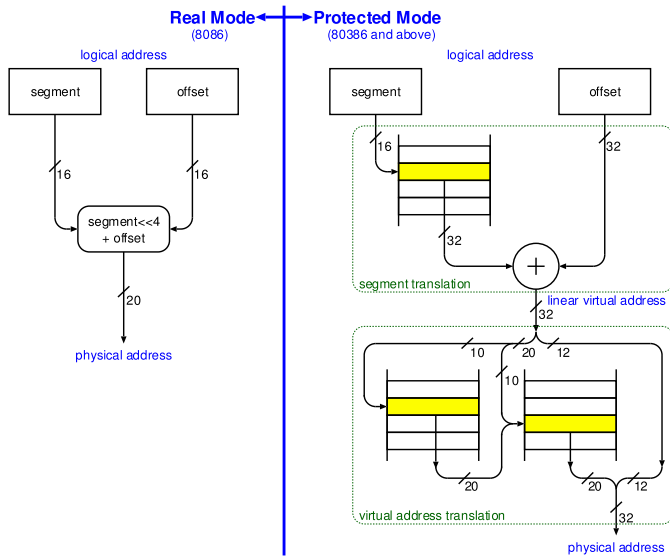 Real Mode
(8086)
logical address
segment
offset
16
16
segment<<4
+ offset
20
physical address
Protected Mode
(80386 and above)
logical address
segment
offset
16
32
32
segment translation
linear virtual address
32
10
20
12
10
20
20
12
virtual address translation
32
physical address